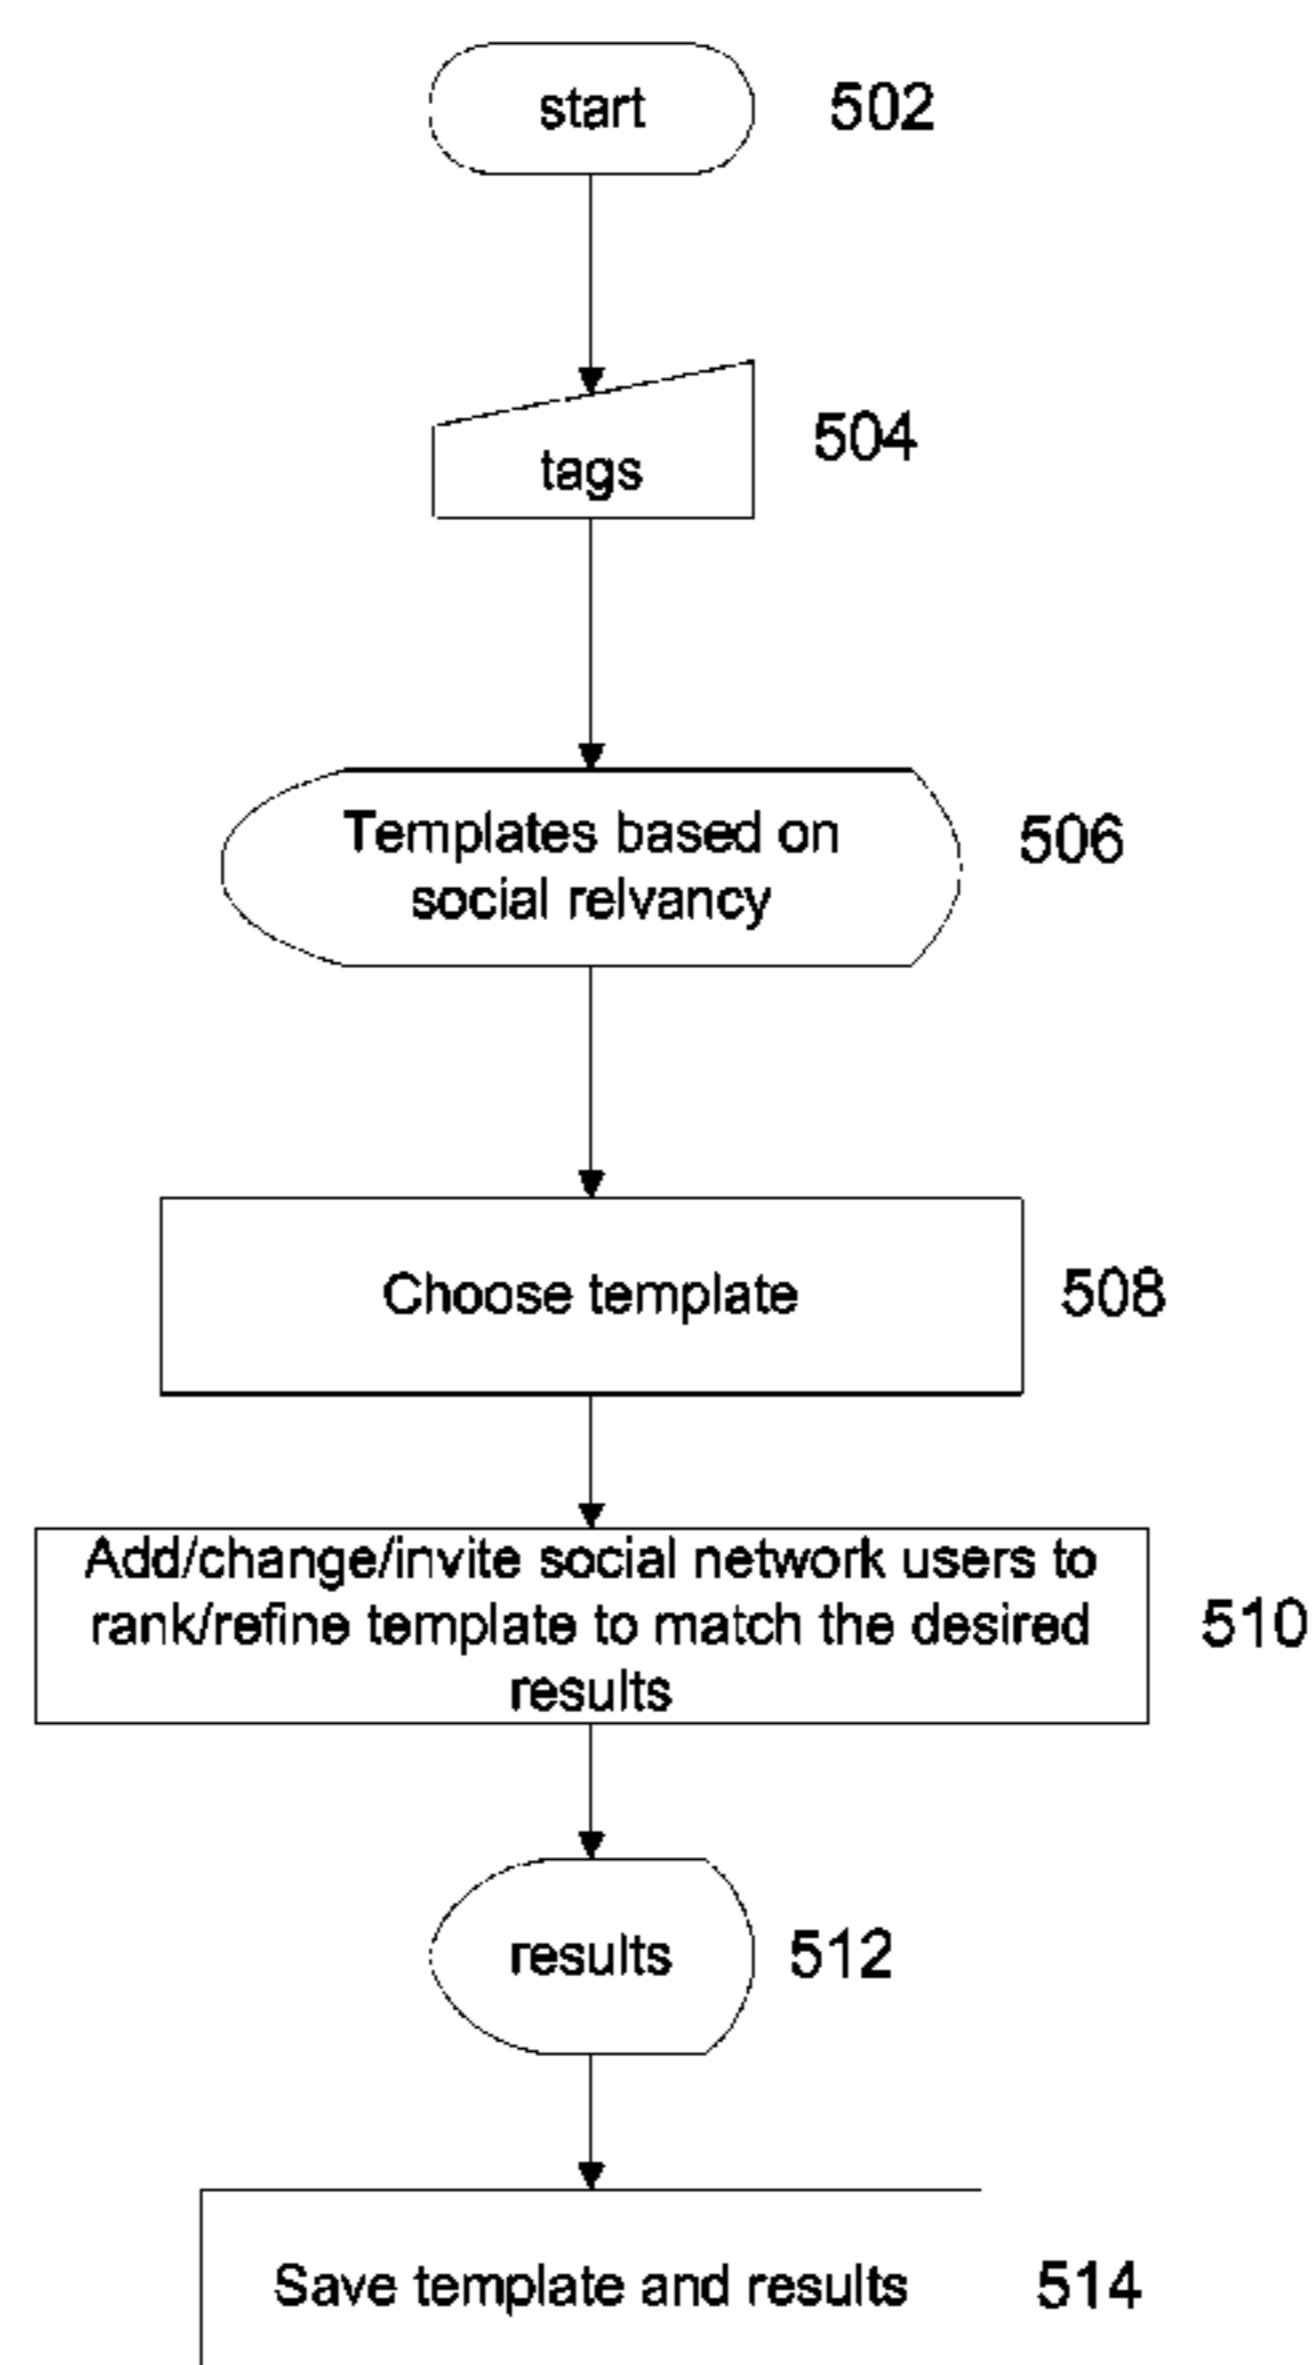 start
502
tags
504
Templates based on
social relvancy
506
Choose template
508
Add/change/invite social network users to
rank/refine template to match the desired
results
510
results
512
Save template and results
514